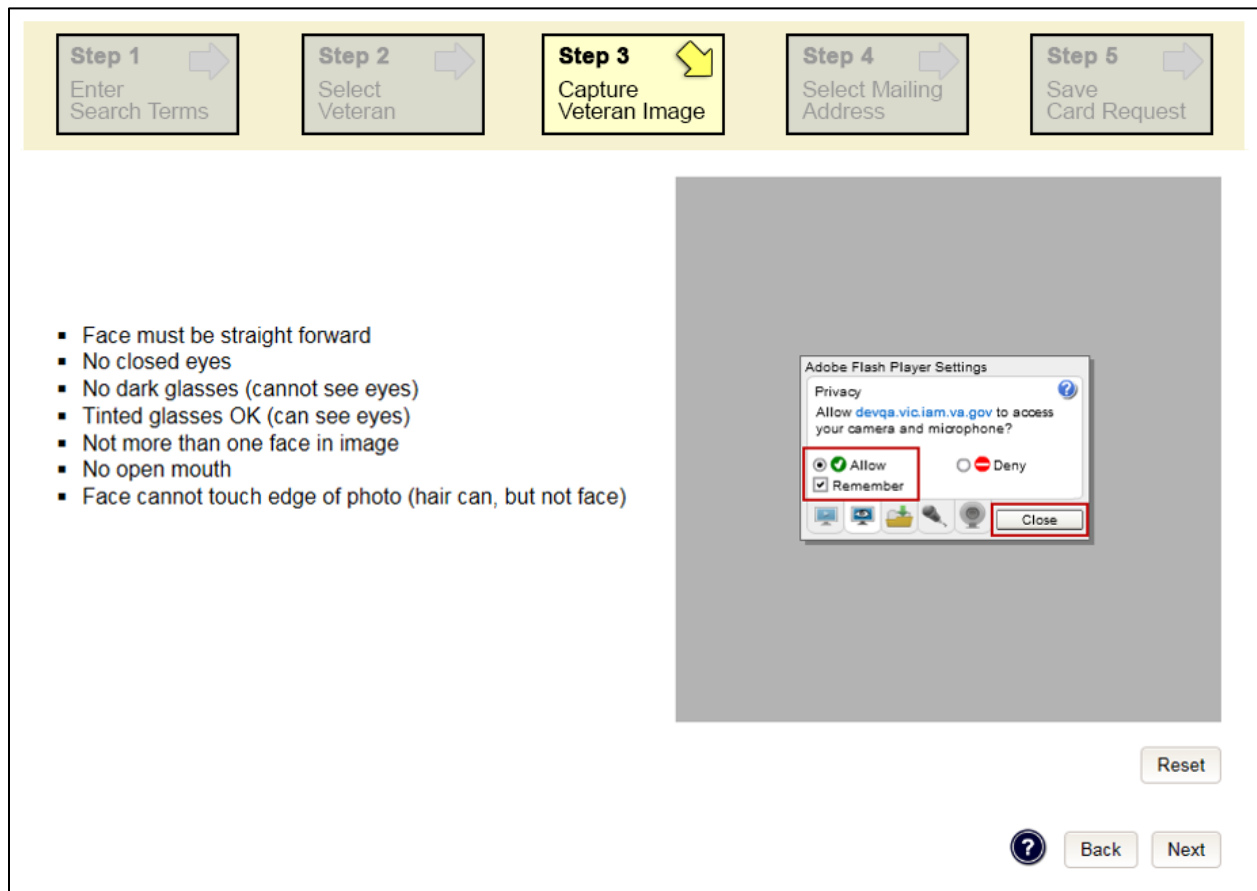 Step 1
Enter
Search Terms
Step 2
Select
Veteran
Step 3
Capture
Veteran Image
Step 4
Select Mailing
Address
Step 5
Save
Card Request
▪ Face must be straight forward
▪ No closed eyes
▪ No dark glasses (cannot see eyes)
▪ Tinted glasses OK (can see eyes)
▪ Not more than one face in image
▪ No open mouth
▪ Face cannot touch edge of photo (hair can, but not face)
Adobe Flash Player Settings
Privacy
?
Allow devqa.vic.iam.va.gov to access
your camera and microphone?
Allow
Deny
Remember
Close
Reset
?
Back
Next